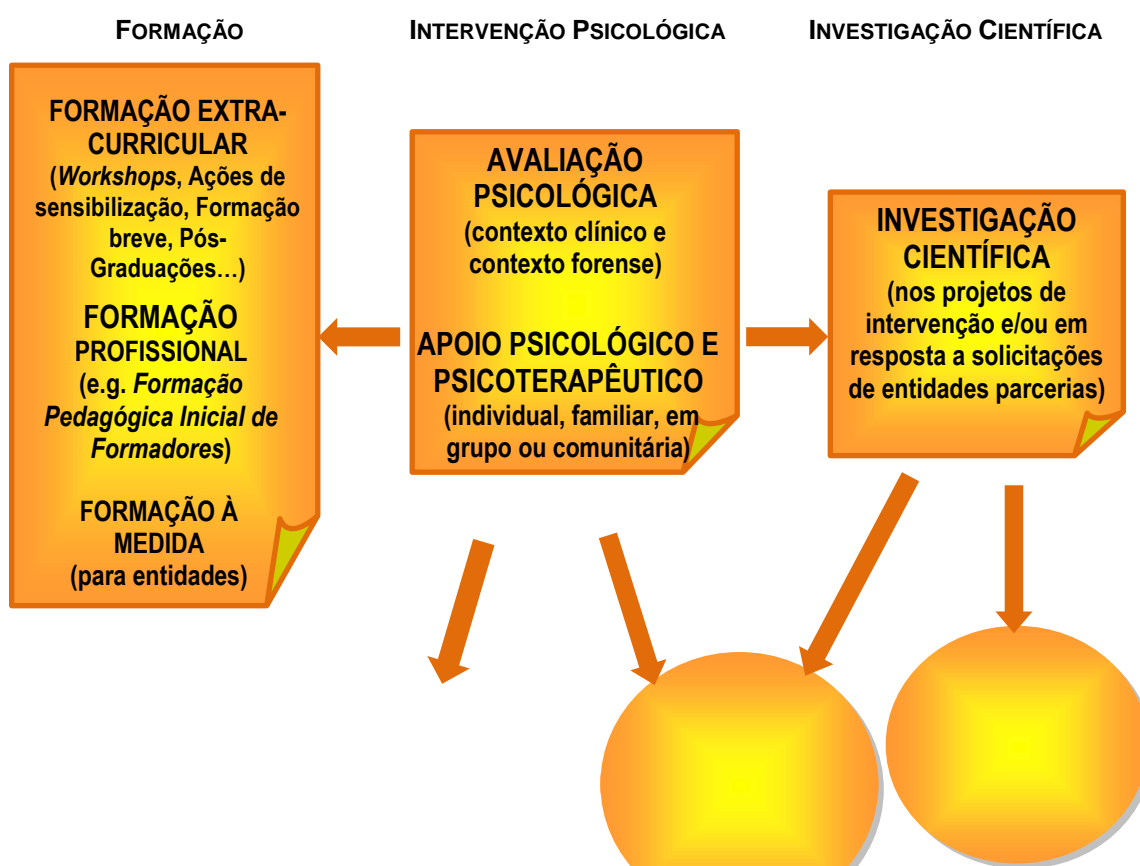 FORMAÇÃO
INTERVENÇÃO PSICOLÓGICA
INVESTIGAÇÃO CIENTÍFICA
FORMAÇÃO EXTRA-
CURRICULAR
(Workshops, Ações de
sensibilização, Formação
breve, Pós-
Graduações…)
FORMAÇÃO
PROFISSIONAL
(e.g. Formação
Pedagógica Inicial de
Formadores)
FORMAÇÃO À
MEDIDA
(para entidades)
AVALIAÇÃO
PSICOLÓGICA
(contexto clínico e
contexto forense)
APOIO PSICOLÓGICO E
PSICOTERAPÊUTICO
(individual, familiar, em
grupo ou comunitária)
INVESTIGAÇÃO
CIENTÍFICA
(nos projetos de
intervenção e/ou em
resposta a solicitações
de entidades parcerias)